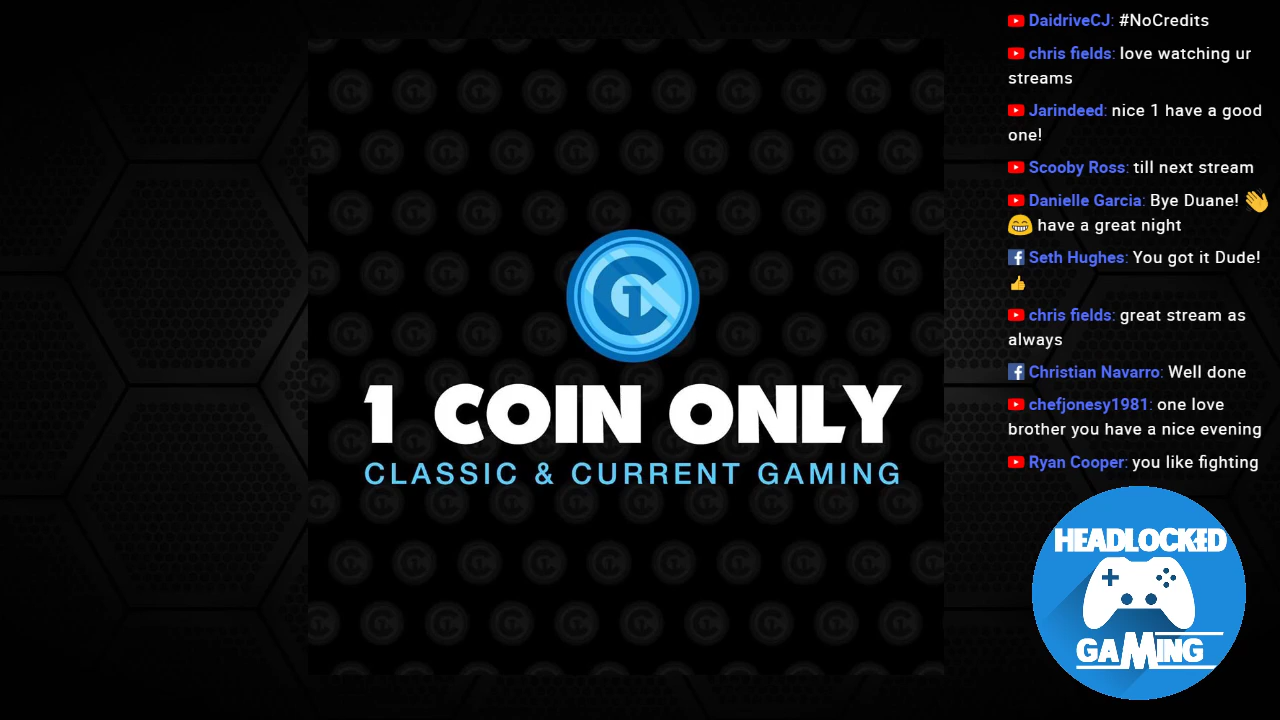 DaidriveCJ: #NoCredits
chris fields: love watching ur
streams
Jarindeed: nice 1 have a good
one!
Scooby Ross: till next stream
Danielle Garcia: Bye Duane! 👋
😁 have a great night
Seth Hughes: You got it Dude!
👍
chris fields: great stream as
always
Christian Navarro: Well done
chefjonesy1981: one love
brother you have a nice evening
Ryan Cooper: you like fighting
1 COIN ONLY
CLASSIC & CURRENT GAMING
HEADLOCKED
GAMING